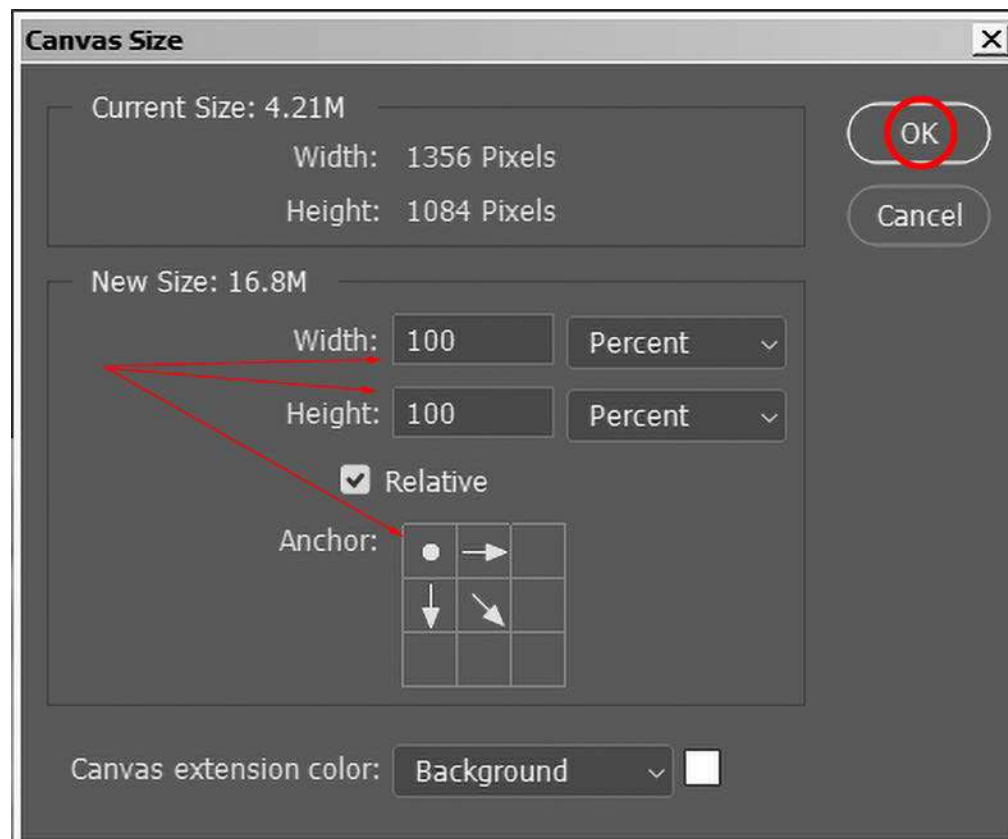 Canvas Size
Current Size: 4.21M
Width: 1356 Pixels
Height: 1084 Pixels
OK
Cancel
New Size: 16.8M
Width: 100 Percent
Height: 100 Percent
Relative
Anchor:
Canvas extension color: Background